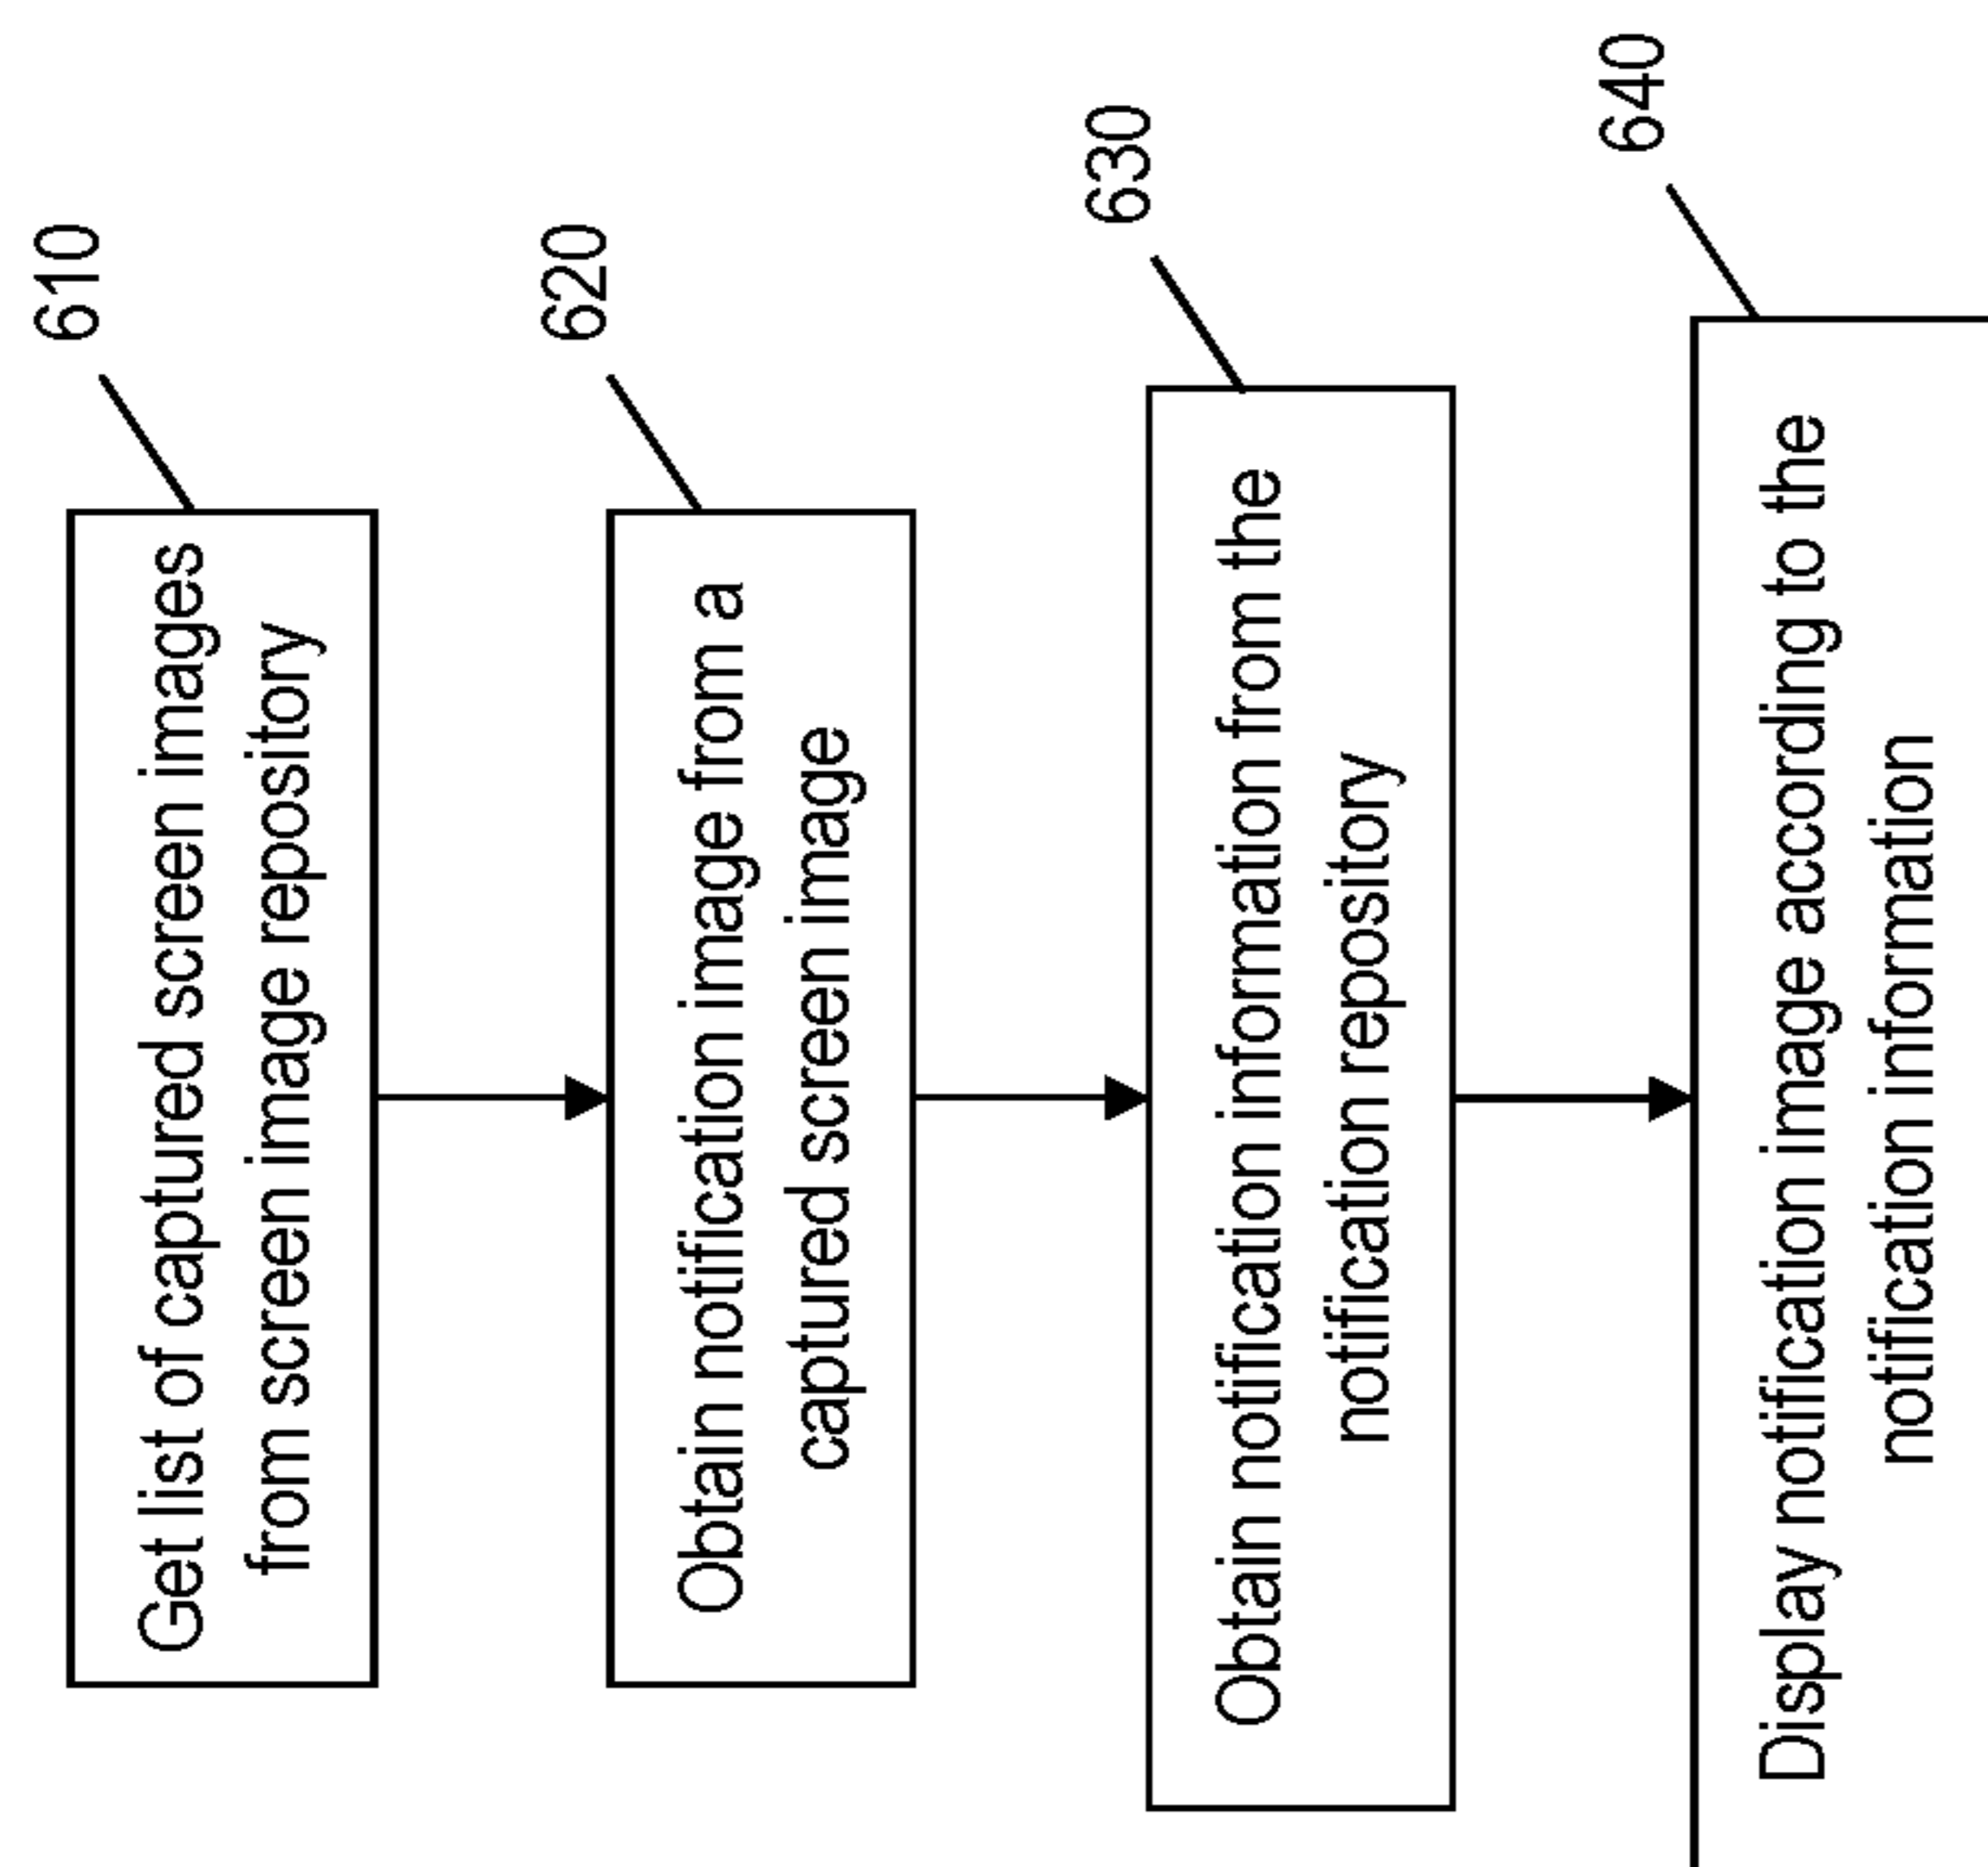 610
Get list of captured screen images
from screen image repository
620
Obtain notification image from a
captured screen image
630
Obtain notification information from the
notification repository
640
Display notification image according to the
notification information